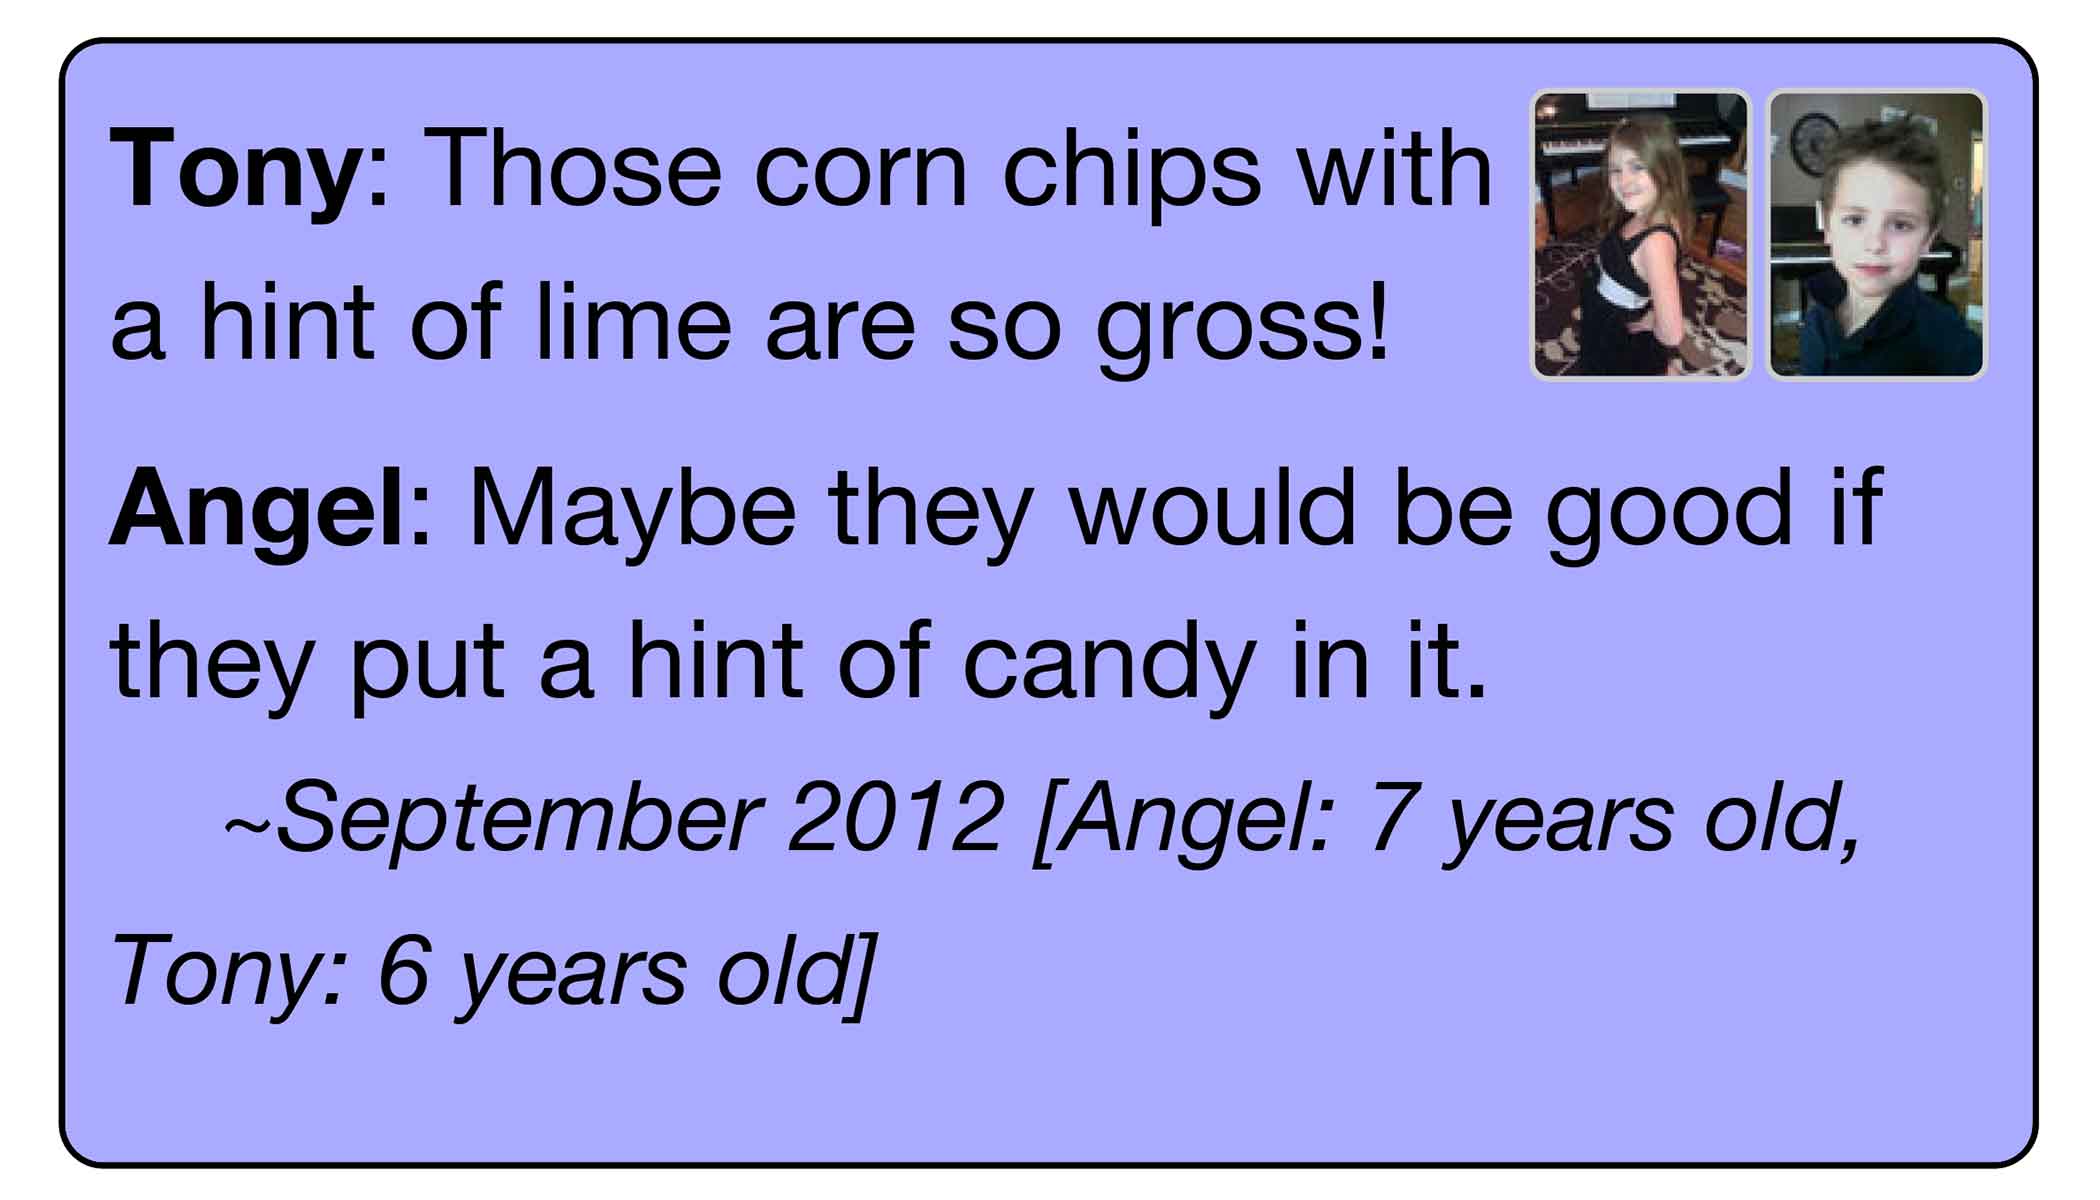 Tony: Those corn chips with
a hint of lime are so gross!
Angel: Maybe they would be good if
they put a hint of candy in it.
~September 2012 [Angel: 7 years old,
Tony: 6 years old]